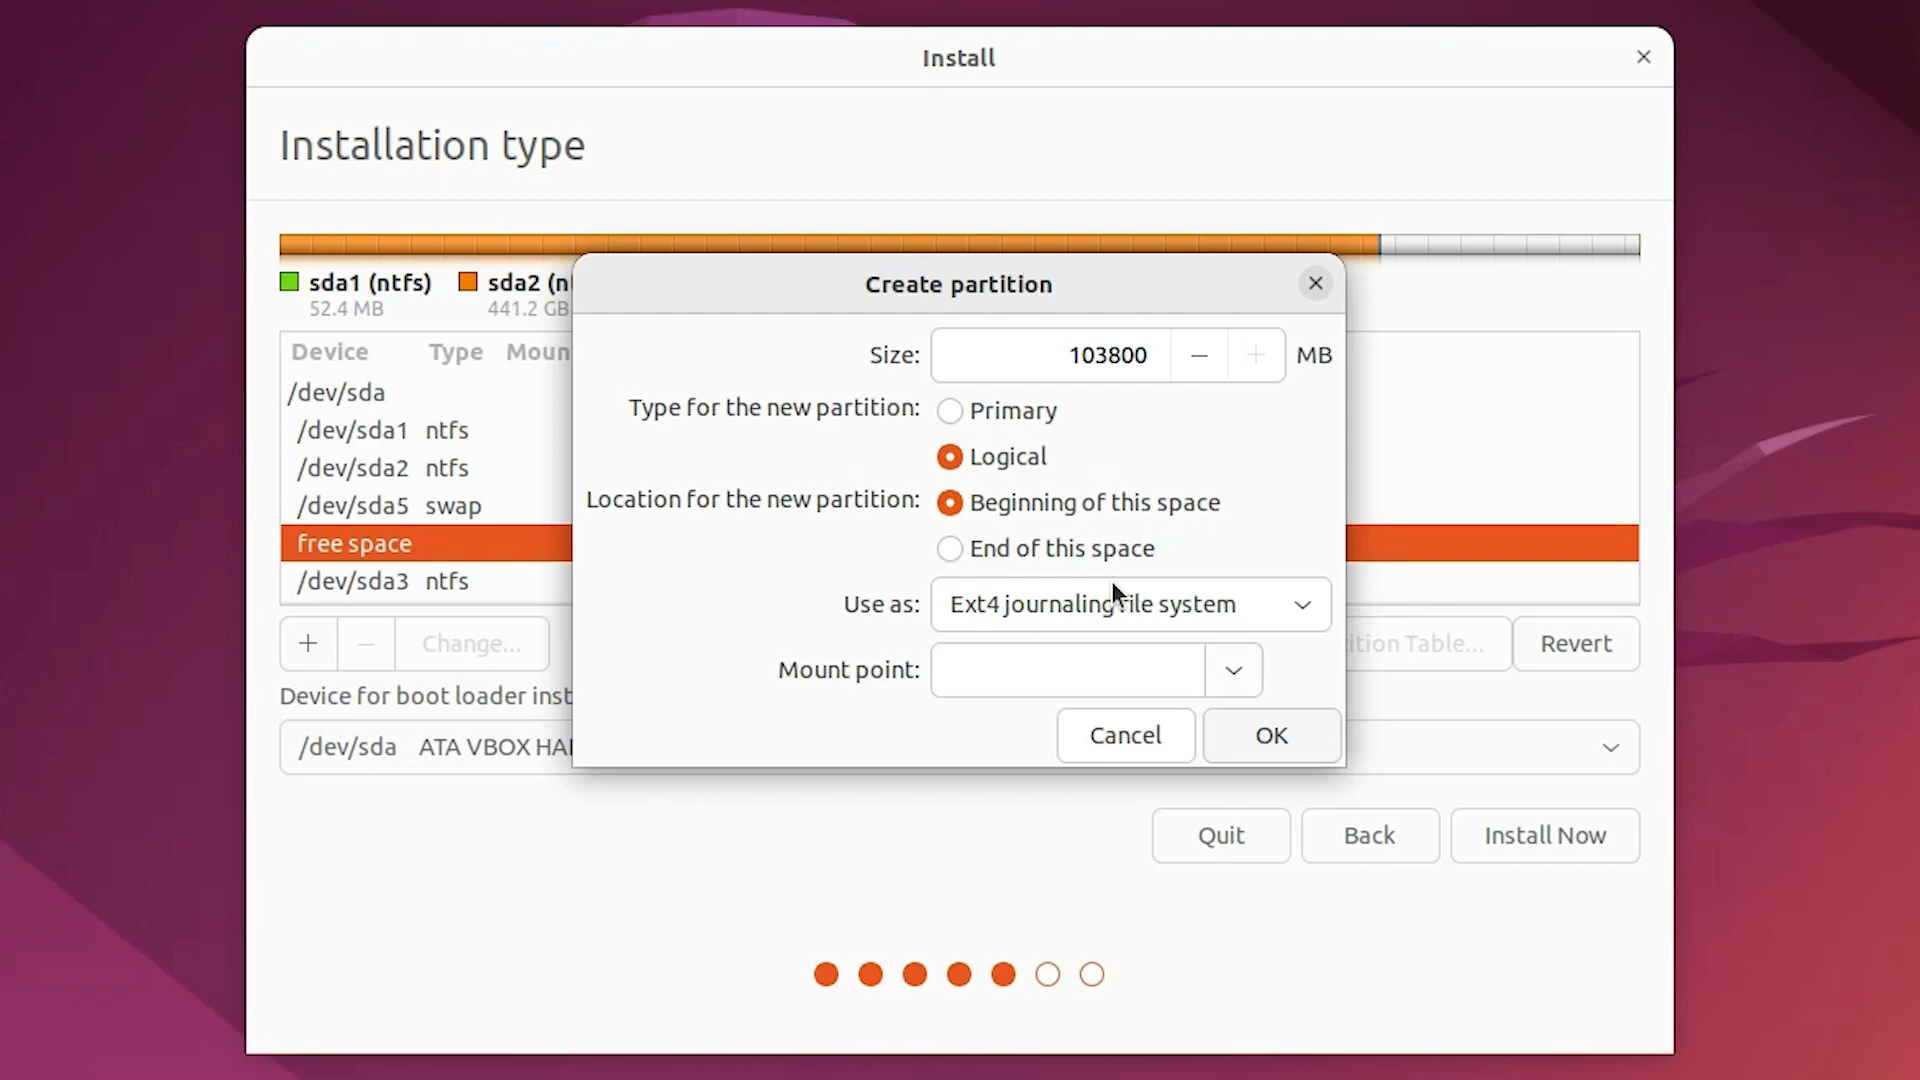 Install
Installation type
sda1 (ntfs)
52.4 MB
sda2 (nt
441.2 GB
Device Type Moun
/dev/sda
/dev/sda1 ntfs
/dev/sda2 ntfs
/dev/sda5 swap
free space
/dev/sda3 ntfs
+ − Change...
ition Table...
Revert
Device for boot loader inst
/dev/sda ATA VBOX HA
Create partition
Size: 103800 − + MB
Type for the new partition: Primary
Logical
Location for the new partition: Beginning of this space
End of this space
Use as: Ext4 journaling file system
Mount point:
Cancel OK
Quit Back Install Now